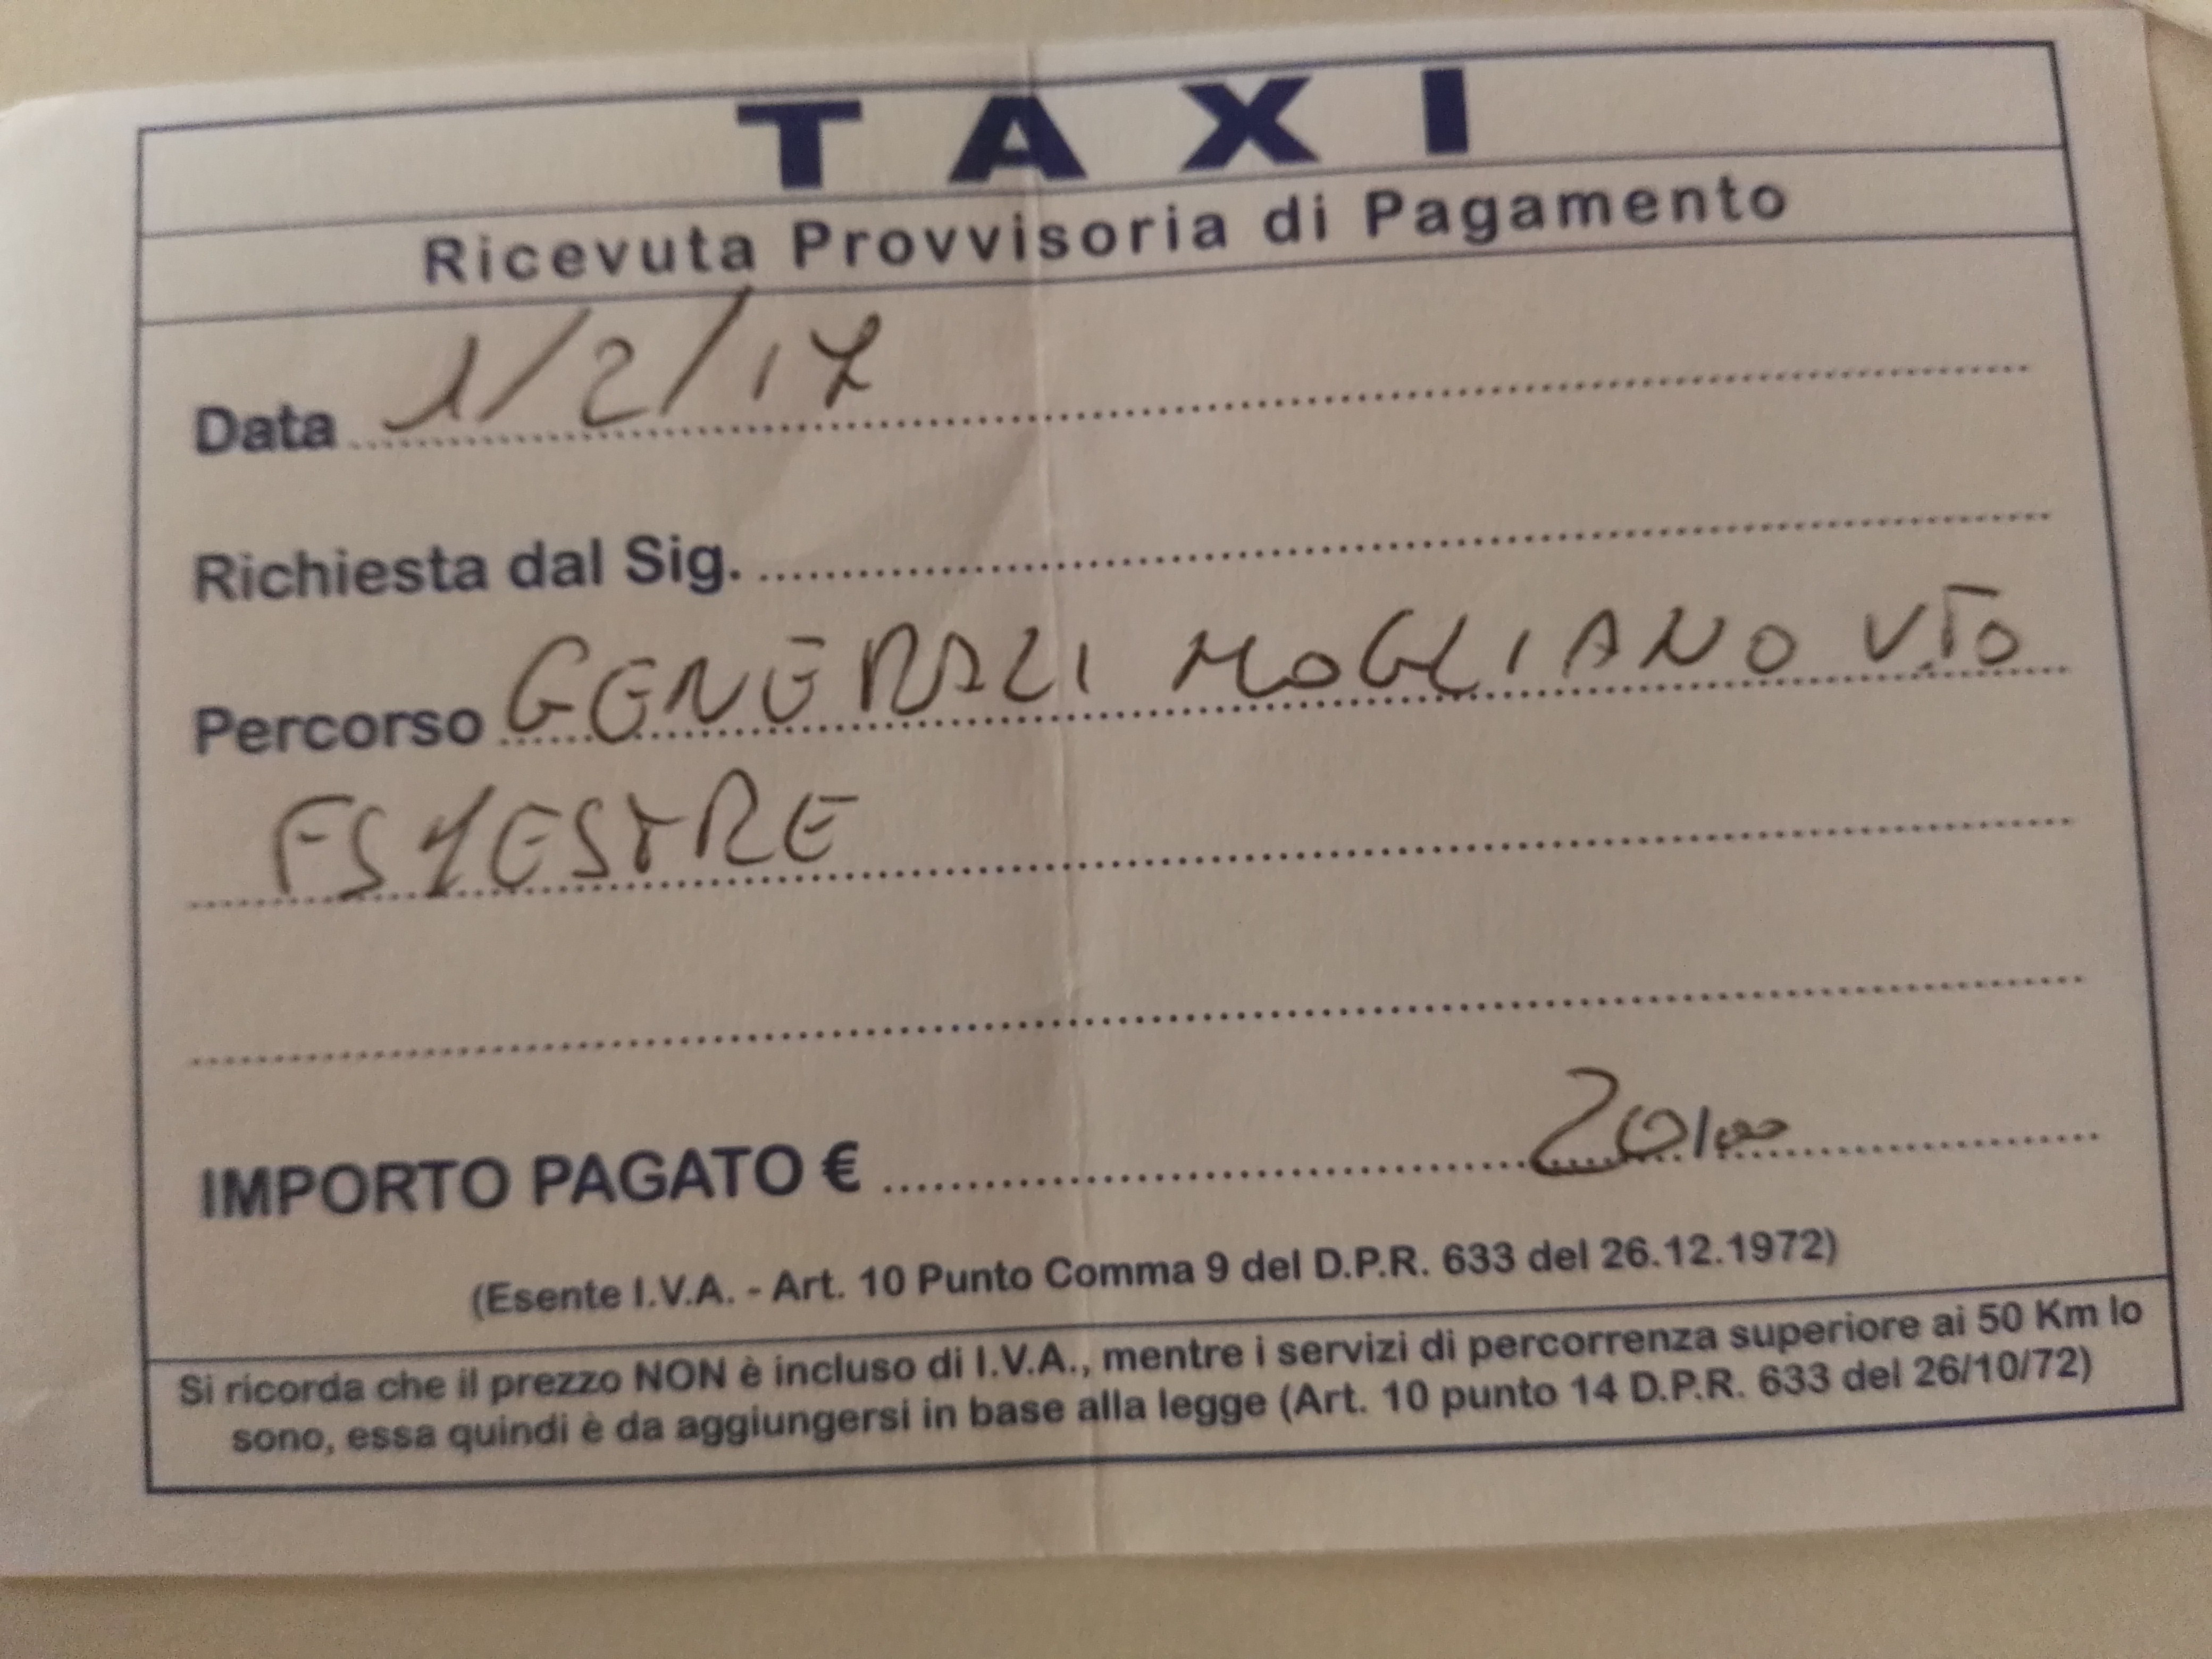 TAXI
Ricevuta Provvisoria di Pagamento
Data 1/2/17
Richiesta dal Sig.
Percorso GENERALI MOGLIANO V.TO
FS MESTRE
IMPORTO PAGATO € 20,00
(Esente I.V.A. - Art. 10 Punto Comma 9 del D.P.R. 633 del 26.12.1972)
Si ricorda che il prezzo NON è incluso di I.V.A., mentre i servizi di percorrenza superiore ai 50 Km lo
sono, essa quindi è da aggiungersi in base alla legge (Art. 10 punto 14 D.P.R. 633 del 26/10/72)